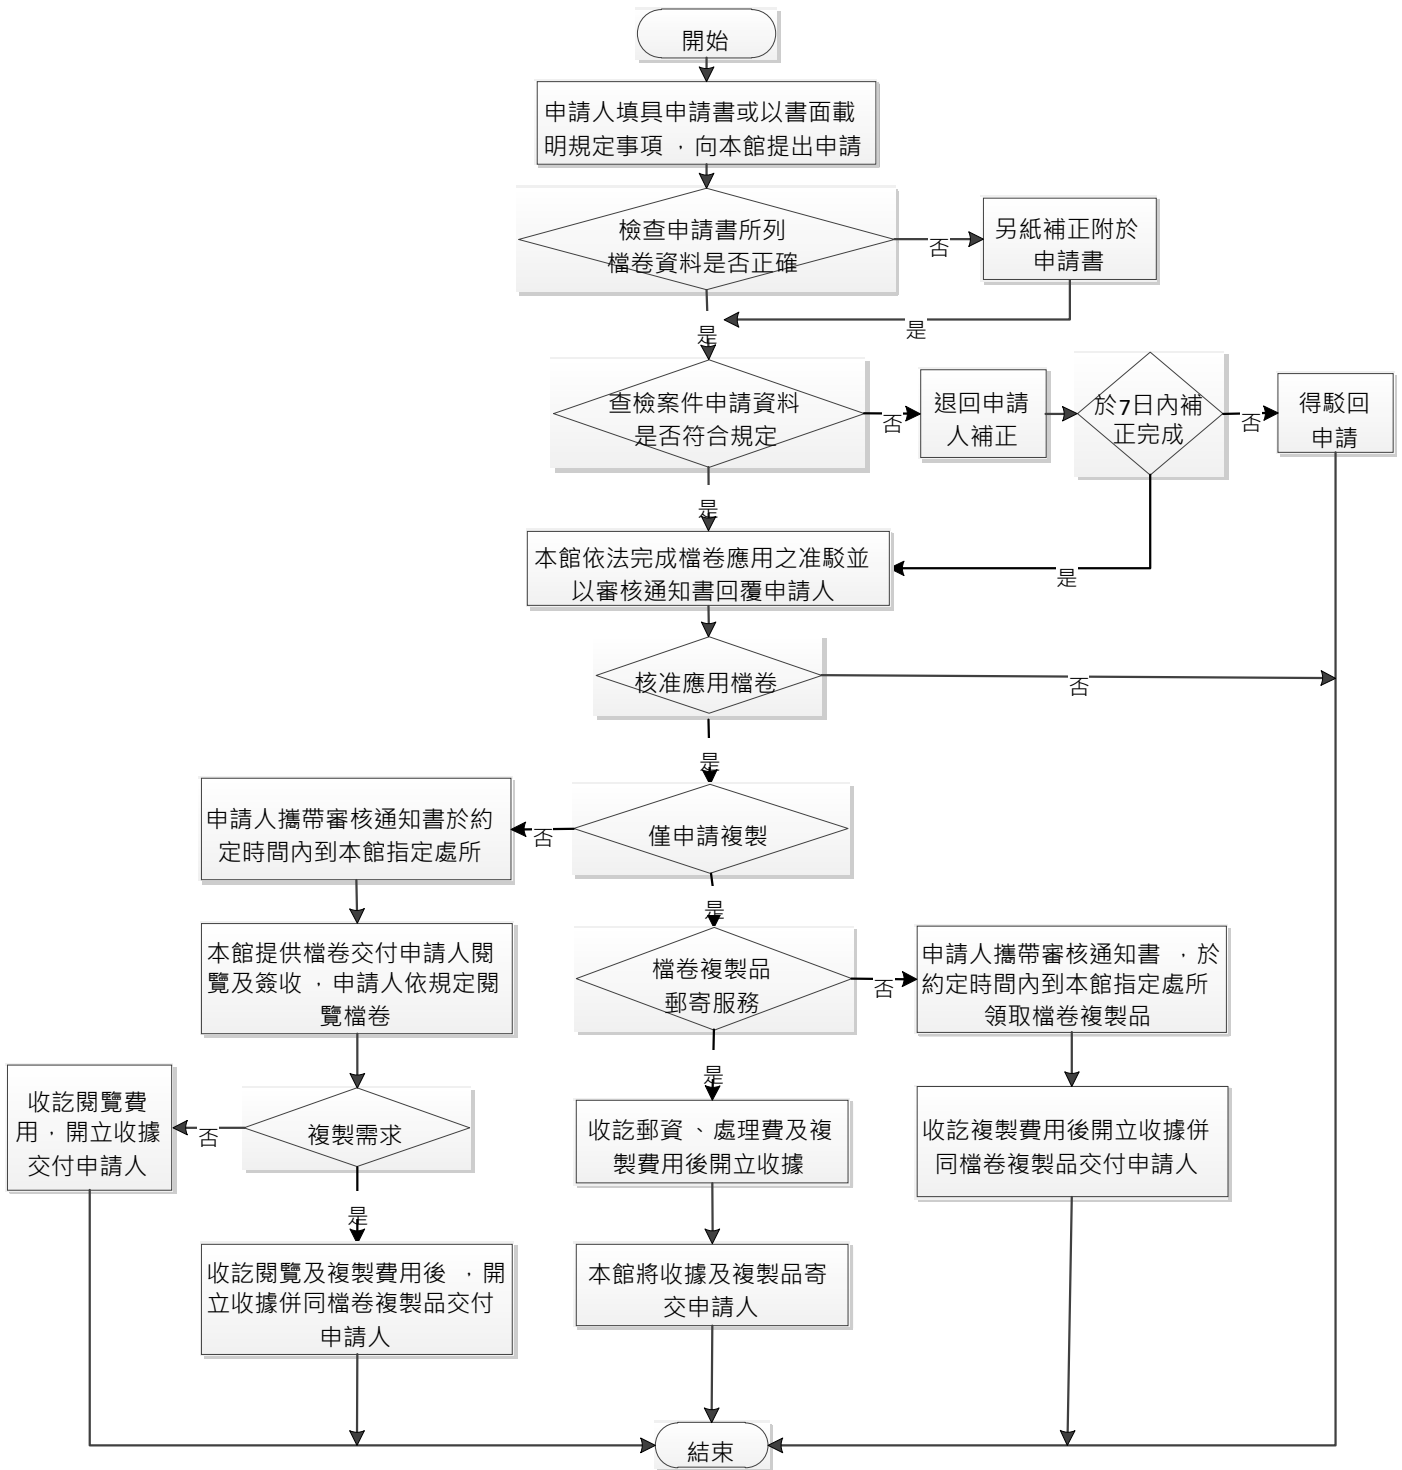 開始
申請人填具申請書或以書面載
明規定事項，向本館提出申請
檢查申請書所列
檔卷資料是否正確
否
另紙補正附於
申請書
是
是
查檢案件申請資料
是否符合規定
否
退回申請
人補正
於7日內補
正完成
否
得駁回
申請
是
本館依法完成檔卷應用之准駁並
以審核通知書回覆申請人
是
核准應用檔卷
否
是
僅申請複製
否
申請人攜帶審核通知書於約
定時間內到本館指定處所
是
本館提供檔卷交付申請人閱
覽及簽收，申請人依規定閱
覽檔卷
檔卷複製品
郵寄服務
否
申請人攜帶審核通知書，於
約定時間內到本館指定處所
領取檔卷複製品
是
收訖閱覽費
用，開立收據
交付申請人
否
複製需求
收訖郵資、處理費及複
製費用後開立收據
收訖複製費用後開立收據併
同檔卷複製品交付申請人
是
收訖閱覽及複製費用後，開
立收據併同檔卷複製品交付
申請人
本館將收據及複製品寄
交申請人
結束